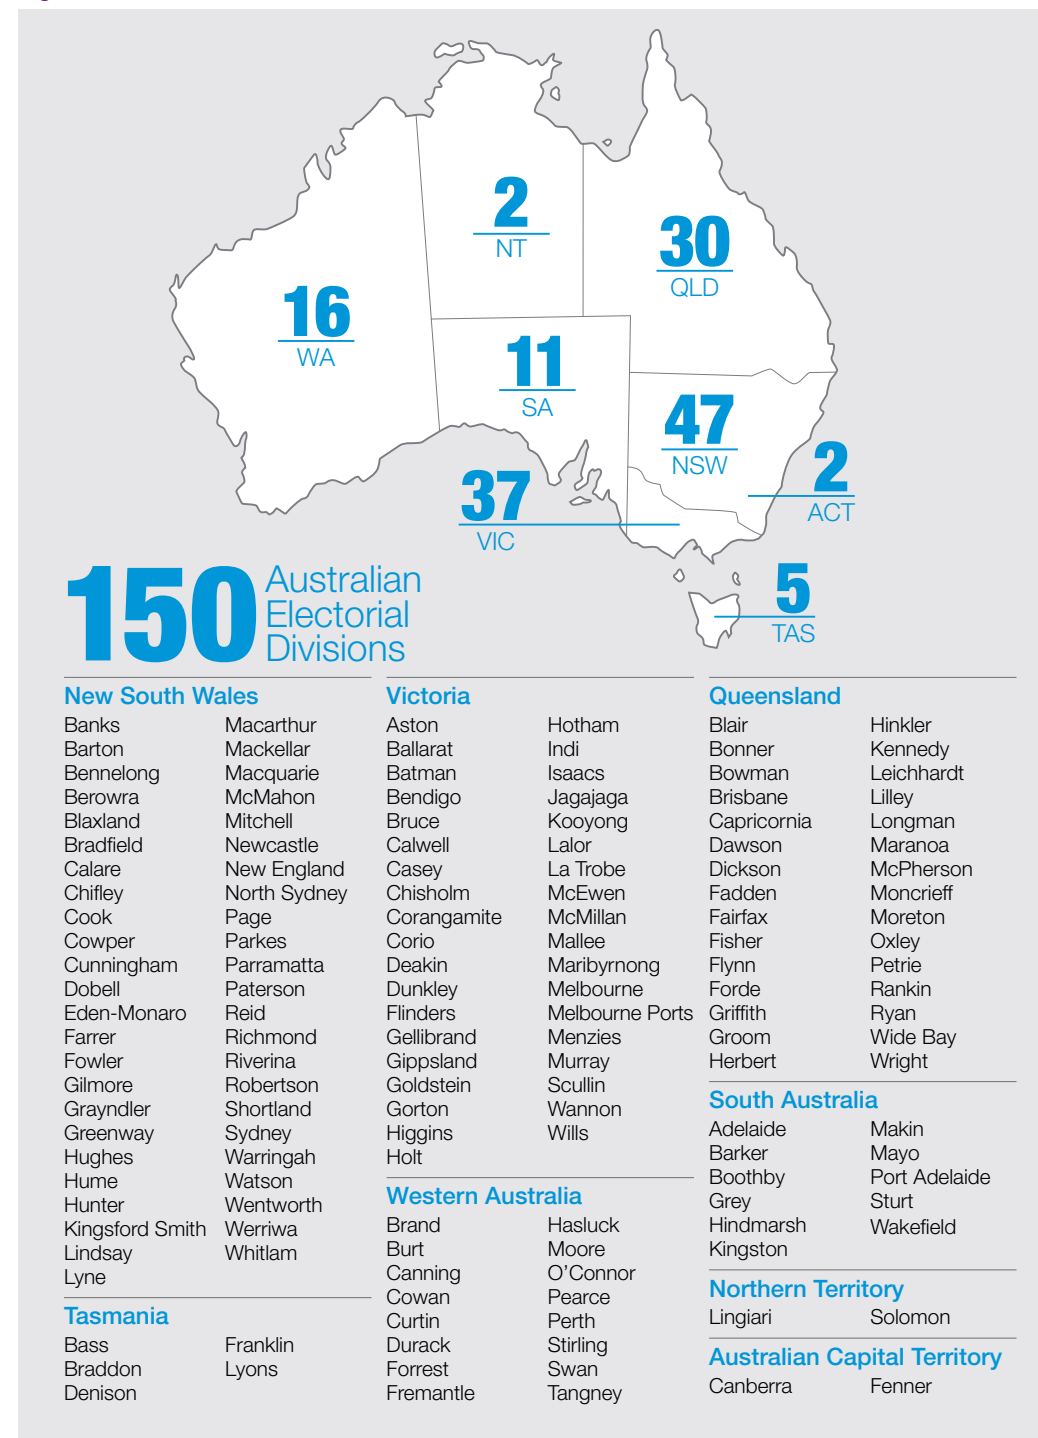 2
NT
30
QLD
16
WA
11
SA
47
NSW
2
ACT
37
VIC
5
TAS
150
Australian
Electorial
Divisions
New South Wales
Banks
Barton
Bennelong
Berowra
Blaxland
Bradfield
Calare
Chifley
Cook
Cowper
Cunningham
Dobell
Eden-Monaro
Farrer
Fowler
Gilmore
Grayndler
Greenway
Hughes
Hume
Hunter
Kingsford Smith
Lindsay
Lyne
Macarthur
Mackellar
Macquarie
McMahon
Mitchell
Newcastle
New England
North Sydney
Page
Parkes
Parramatta
Paterson
Reid
Richmond
Riverina
Robertson
Shortland
Sydney
Warringah
Watson
Wentworth
Werriwa
Whitlam
Tasmania
Bass
Braddon
Denison
Franklin
Lyons
Victoria
Aston
Ballarat
Batman
Bendigo
Bruce
Calwell
Casey
Chisholm
Corangamite
Corio
Deakin
Dunkley
Flinders
Gellibrand
Gippsland
Goldstein
Gorton
Higgins
Holt
Hotham
Indi
Isaacs
Jagajaga
Kooyong
Lalor
La Trobe
McEwen
McMillan
Mallee
Maribyrnong
Melbourne
Melbourne Ports
Menzies
Murray
Scullin
Wannon
Wills
Western Australia
Brand
Burt
Canning
Cowan
Curtin
Durack
Forrest
Fremantle
Hasluck
Moore
O’Connor
Pearce
Perth
Stirling
Swan
Tangney
Queensland
Blair
Bonner
Bowman
Brisbane
Capricornia
Dawson
Dickson
Fadden
Fairfax
Fisher
Flynn
Forde
Griffith
Groom
Herbert
Hinkler
Kennedy
Leichhardt
Lilley
Longman
Maranoa
McPherson
Moncrieff
Moreton
Oxley
Petrie
Rankin
Ryan
Wide Bay
Wright
South Australia
Adelaide
Barker
Boothby
Grey
Hindmarsh
Kingston
Makin
Mayo
Port Adelaide
Sturt
Wakefield
Northern Territory
Lingiari
Solomon
Australian Capital Territory
Canberra
Fenner